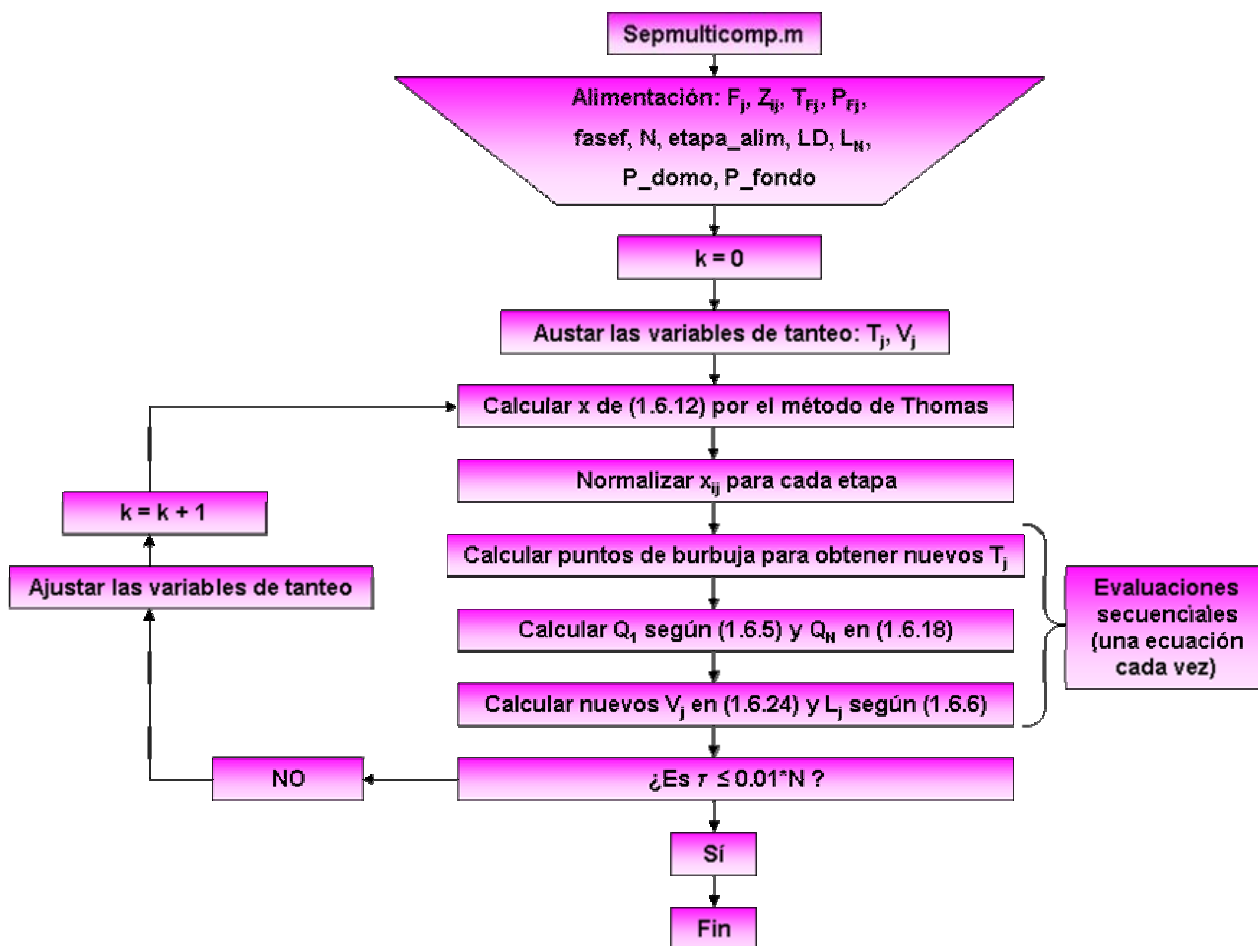 Sepmulticomp.m
Alimentación: Fj, Zij, TFj, PFj,
fasef, N, etapa_alim, LD, LN,
P_domo, P_fondo
k = 0
Austar las variables de tanteo: Tj, Vj
Calcular x de (1.6.12) por el método de Thomas
Normalizar xij para cada etapa
k = k + 1
Calcular puntos de burbuja para obtener nuevos Tj
Ajustar las variables de tanteo
Evaluaciones
secuenciales
(una ecuación
cada vez)
Calcular Q1 según (1.6.5) y QN en (1.6.18)
Calcular nuevos Vj en (1.6.24) y Lj según (1.6.6)
NO
¿Es τ ≤ 0.01*N ?
Sí
Fin